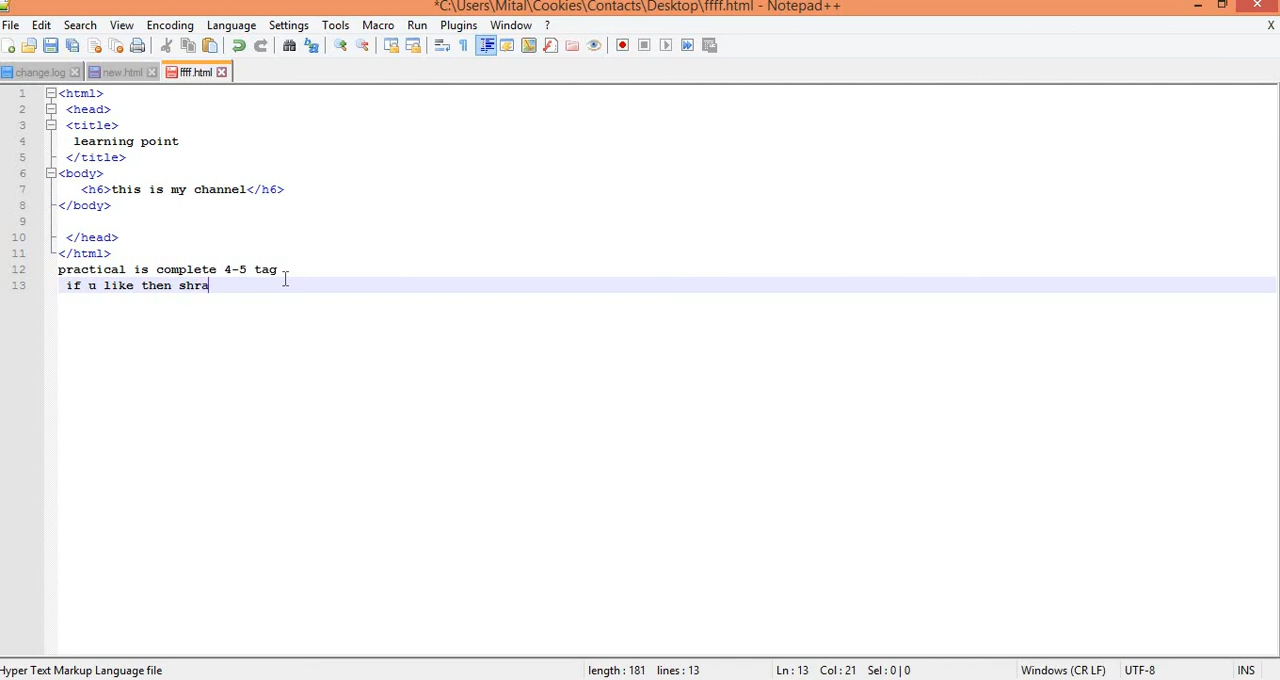 *C:\Users\Mital\Cookies\Contacts\Desktop\ffff.html - Notepad++
File Edit Search View Encoding Language Settings Tools Macro Run Plugins Window ? X
change.log new.html ffff.html
1 <html>
2 <head>
3 <title>
4 learning point
5 </title>
6 <body>
7 <h6>this is my channel</h6>
8 </body>
9
10 </head>
11 </html>
12 practical is complete 4-5 tag
13 if u like then shra
Hyper Text Markup Language file length : 181 lines : 13 Ln : 13 Col : 21 Sel : 0 | 0 Windows (CR LF) UTF-8 INS